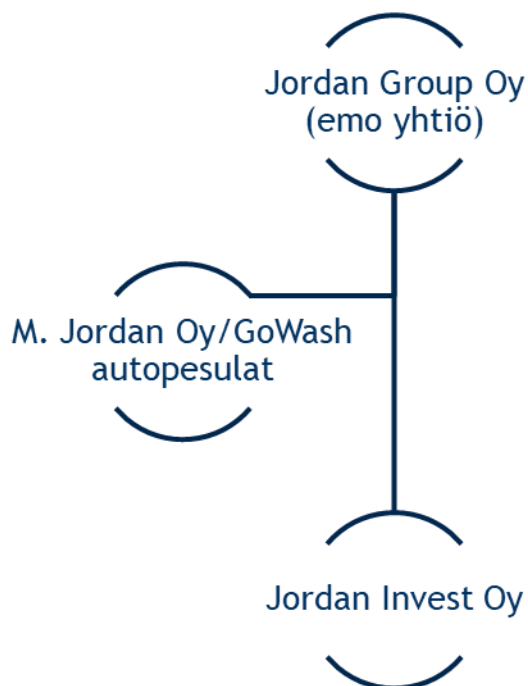 Jordan Group Oy
(emo yhtiö)
M. Jordan Oy/GoWash
autopesulat
Jordan Invest Oy